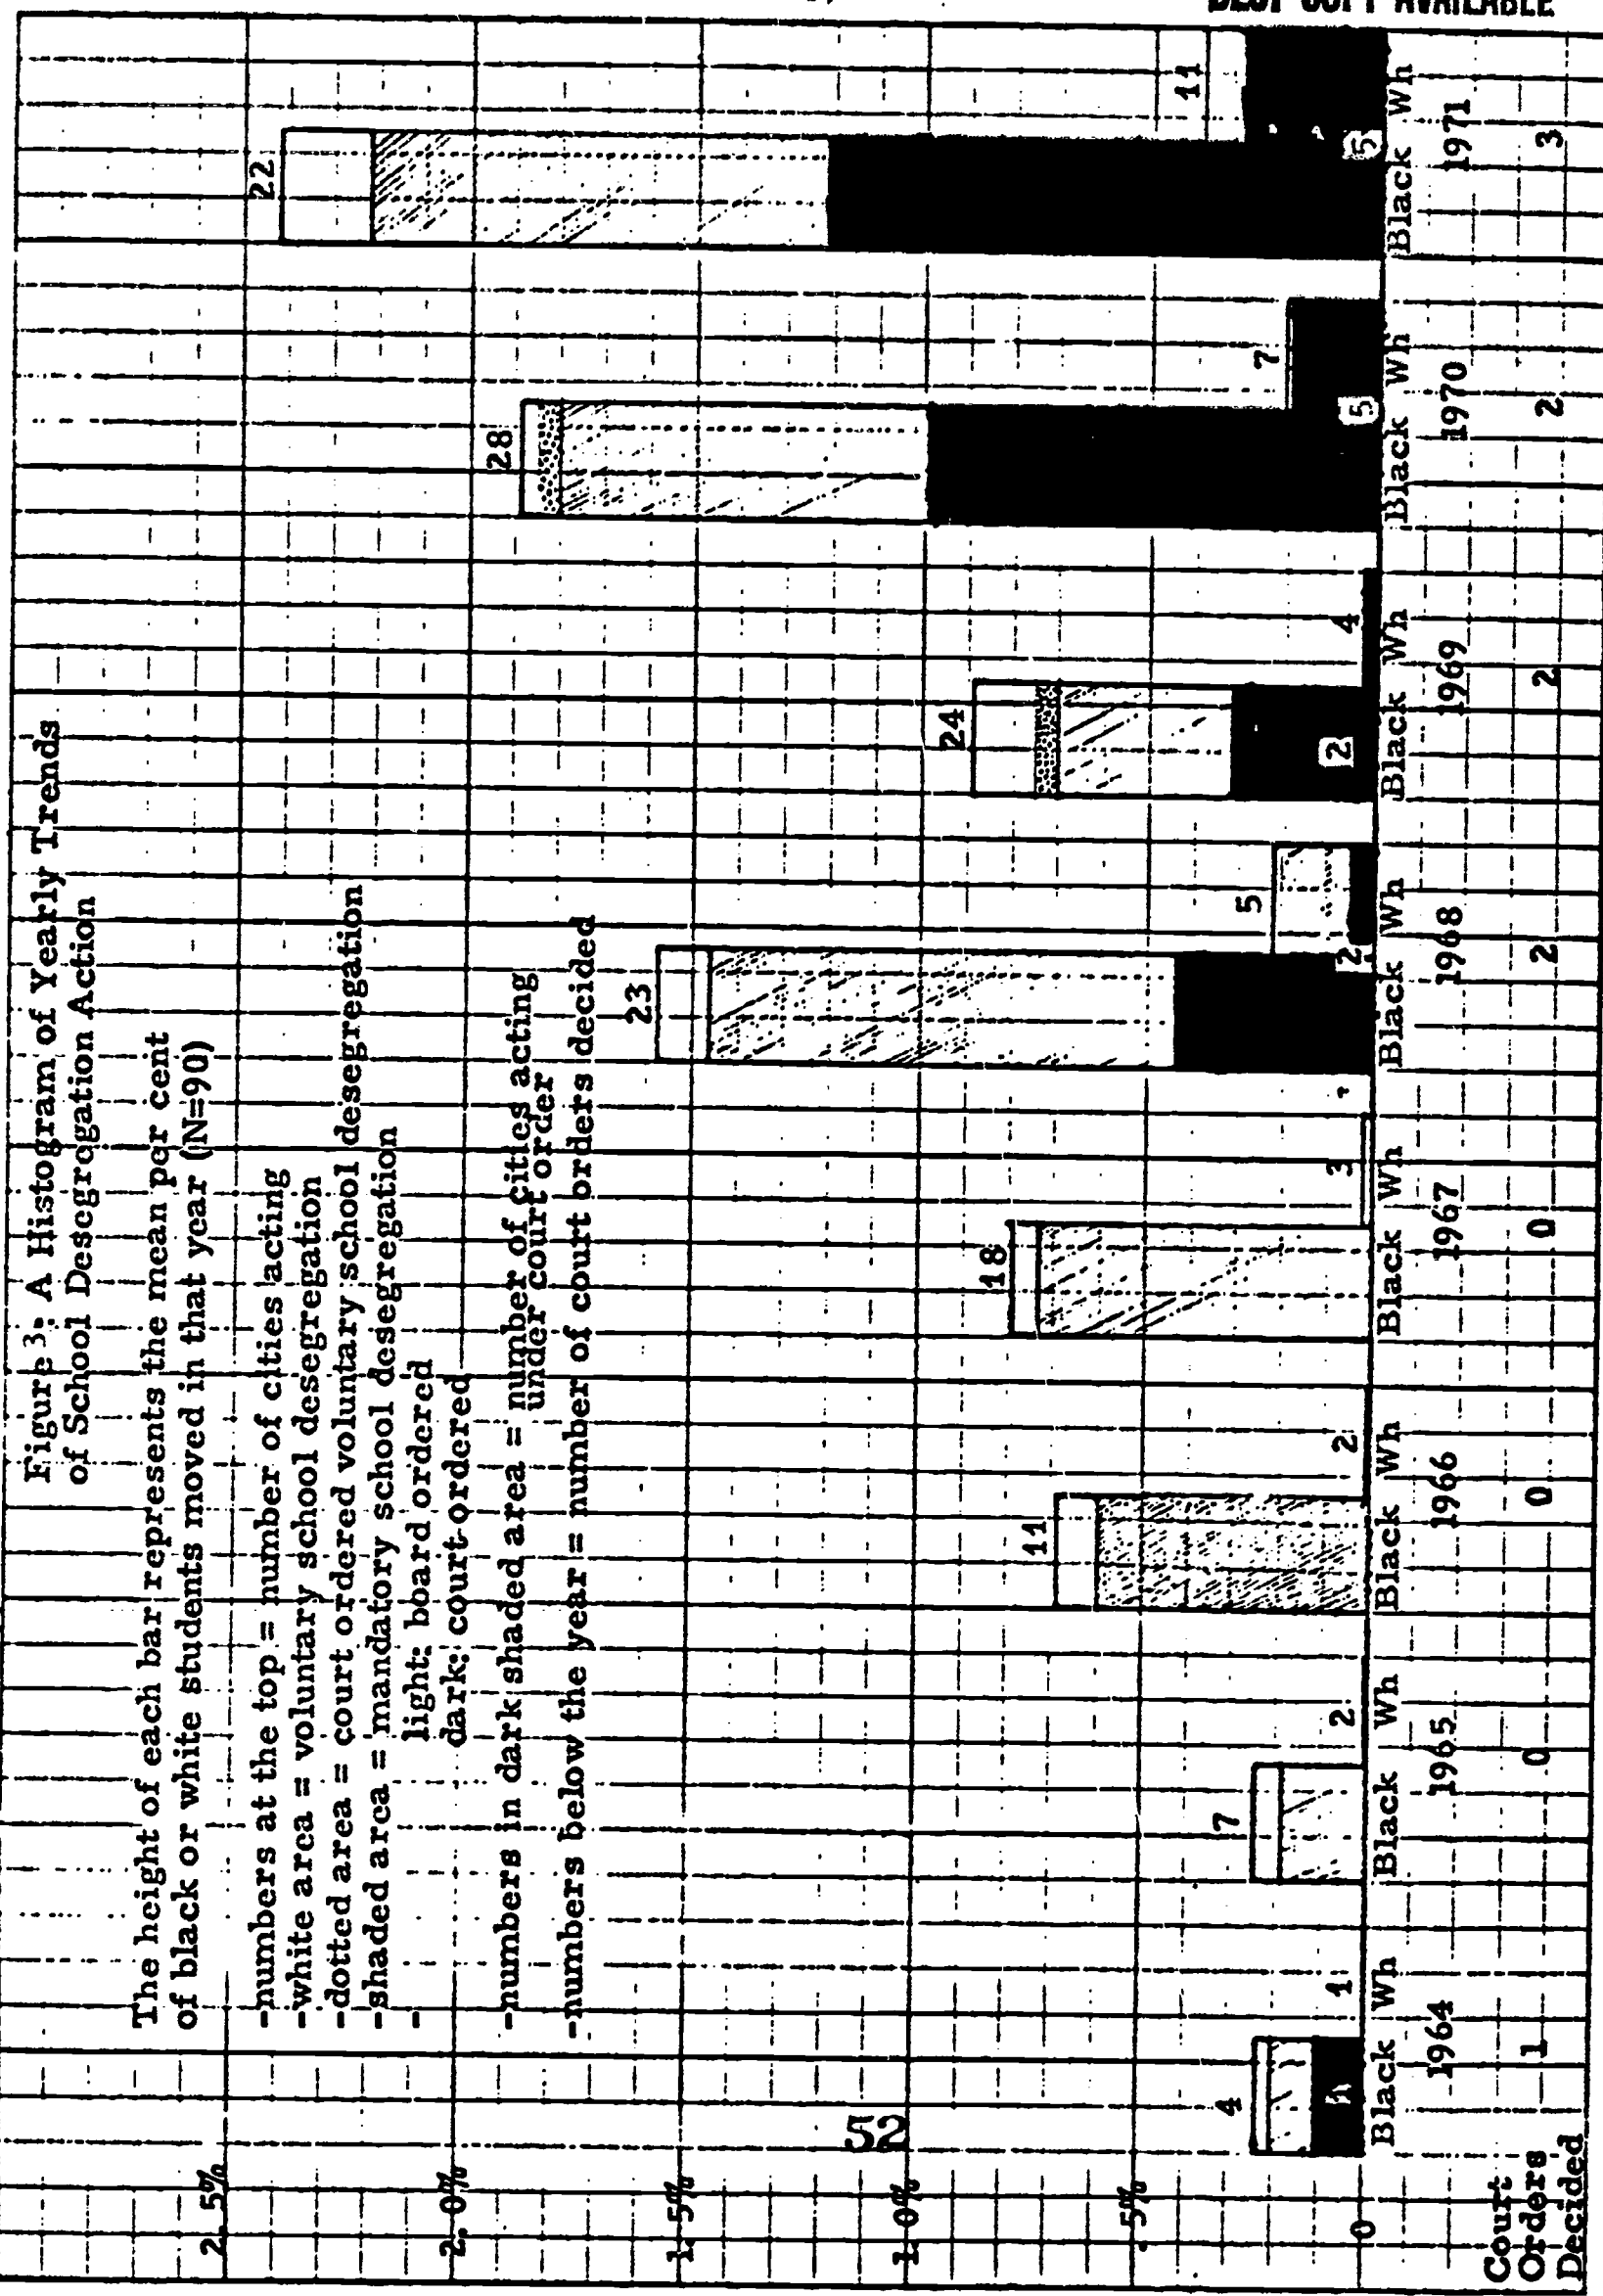 BEST COPY AVAILABLE
Figure 3. A Histogram of Yearly Trends
of School Desegregation Action
The height of each bar represents the mean per cent
of black or white students moved in that year (N=90)
-numbers at the top = number of cities acting
-white area = voluntary school desegregation
-dotted area = court ordered voluntary school desegregation
-shaded area = mandatory school desegregation
- light: board ordered
dark: court ordered
-numbers in dark shaded area = number of cities acting
under court order
-numbers below the year = number of court orders decided
2.5%
2.0%
1.5%
1.0%
.5%
0
4 1 1
7 2
11 2
18 3
23 2 5
24 2 4
28 5 7
22 5 11
Black Wh Black Wh Black Wh Black Wh Black Wh Black Wh Black Wh Black Wh
1964 1965 1966 1967 1968 1969 1970 1971
Court
Orders
Decided
1 0 0 0 2 2 2 3
52